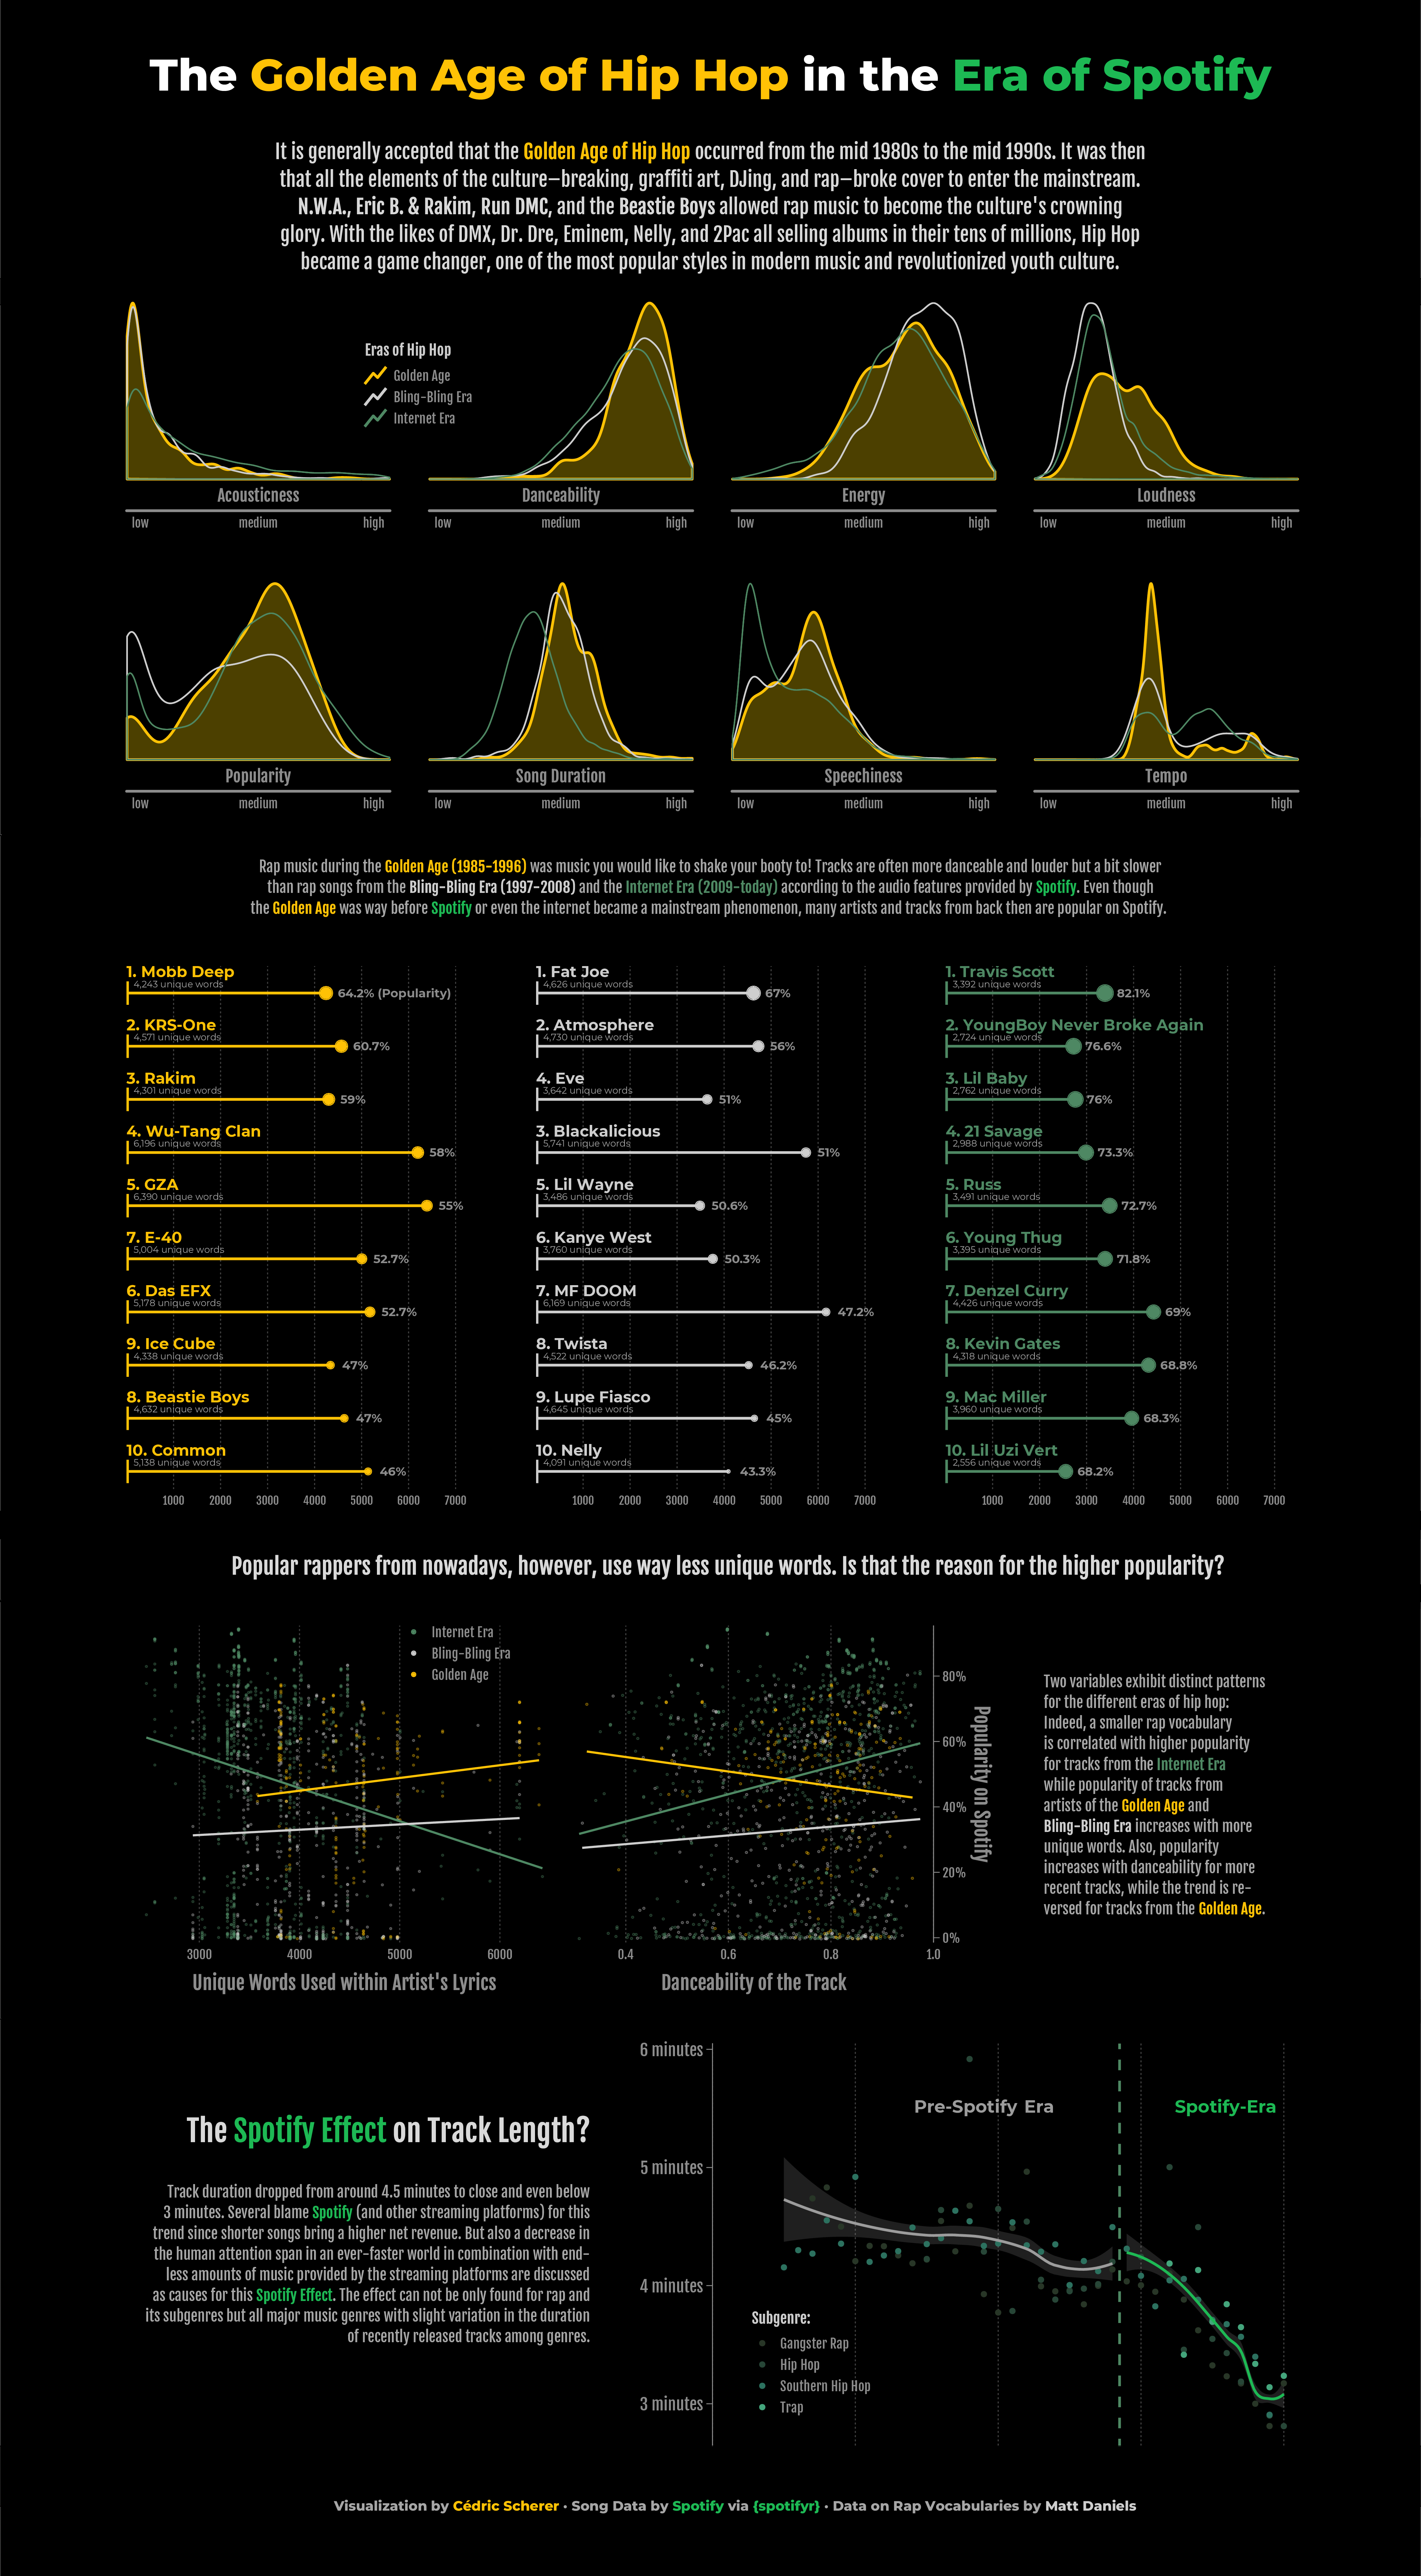 The Golden Age of Hip Hop in the Era of Spotify
It is generally accepted that the Golden Age of Hip Hop occurred from the mid 1980s to the mid 1990s. It was then
that all the elements of the culture–breaking, graffiti art, DJing, and rap–broke cover to enter the mainstream.
N.W.A., Eric B. & Rakim, Run DMC, and the Beastie Boys allowed rap music to become the culture's crowning
glory. With the likes of DMX, Dr. Dre, Eminem, Nelly, and 2Pac all selling albums in their tens of millions, Hip Hop
became a game changer, one of the most popular styles in modern music and revolutionized youth culture.
Eras of Hip Hop
Golden Age
Bling-Bling Era
Internet Era
Acousticness
low medium high
Danceability
low medium high
Energy
low medium high
Loudness
low medium high
Popularity
low medium high
Song Duration
low medium high
Speechiness
low medium high
Tempo
low medium high
Rap music during the Golden Age (1985-1996) was music you would like to shake your booty to! Tracks are often more danceable and louder but a bit slower
than rap songs from the Bling-Bling Era (1997-2008) and the Internet Era (2009-today) according to the audio features provided by Spotify. Even though
the Golden Age was way before Spotify or even the internet became a mainstream phenomenon, many artists and tracks from back then are popular on Spotify.
1. Mobb Deep
4,243 unique words
64.2% (Popularity)
2. KRS-One
4,571 unique words
60.7%
3. Rakim
4,301 unique words
59%
4. Wu-Tang Clan
6,196 unique words
58%
5. GZA
6,390 unique words
55%
7. E-40
5,004 unique words
52.7%
6. Das EFX
5,178 unique words
52.7%
9. Ice Cube
4,338 unique words
47%
8. Beastie Boys
4,632 unique words
47%
10. Common
5,138 unique words
46%
1000 2000 3000 4000 5000 6000 7000
1. Fat Joe
4,626 unique words
67%
2. Atmosphere
4,730 unique words
56%
4. Eve
3,642 unique words
51%
3. Blackalicious
5,741 unique words
51%
5. Lil Wayne
3,486 unique words
50.6%
6. Kanye West
3,760 unique words
50.3%
7. MF DOOM
6,169 unique words
47.2%
8. Twista
4,522 unique words
46.2%
9. Lupe Fiasco
4,645 unique words
45%
10. Nelly
4,091 unique words
43.3%
1000 2000 3000 4000 5000 6000 7000
1. Travis Scott
3,392 unique words
82.1%
2. YoungBoy Never Broke Again
2,724 unique words
76.6%
3. Lil Baby
2,762 unique words
76%
4. 21 Savage
2,988 unique words
73.3%
5. Russ
3,491 unique words
72.7%
6. Young Thug
3,395 unique words
71.8%
7. Denzel Curry
4,426 unique words
69%
8. Kevin Gates
4,318 unique words
68.8%
9. Mac Miller
3,960 unique words
68.3%
10. Lil Uzi Vert
2,556 unique words
68.2%
1000 2000 3000 4000 5000 6000 7000
Popular rappers from nowadays, however, use way less unique words. Is that the reason for the higher popularity?
Internet Era
Bling-Bling Era
Golden Age
3000 4000 5000 6000
Unique Words Used within Artist's Lyrics
0.4 0.6 0.8 1.0
Danceability of the Track
80%
60%
40%
20%
0%
Popularity on Spotify
Two variables exhibit distinct patterns
for the different eras of hip hop:
Indeed, a smaller rap vocabulary
is correlated with higher popularity
for tracks from the Internet Era
while popularity of tracks from
artists of the Golden Age and
Bling-Bling Era increases with more
unique words. Also, popularity
increases with danceability for more
recent tracks, while the trend is re-
versed for tracks from the Golden Age.
The Spotify Effect on Track Length?
Track duration dropped from around 4.5 minutes to close and even below
3 minutes. Several blame Spotify (and other streaming platforms) for this
trend since shorter songs bring a higher net revenue. But also a decrease in
the human attention span in an ever-faster world in combination with end-
less amounts of music provided by the streaming platforms are discussed
as causes for this Spotify Effect. The effect can not be only found for rap and
its subgenres but all major music genres with slight variation in the duration
of recently released tracks among genres.
6 minutes
5 minutes
4 minutes
3 minutes
Pre-Spotify Era
Spotify-Era
Subgenre:
Gangster Rap
Hip Hop
Southern Hip Hop
Trap
Visualization by Cédric Scherer · Song Data by Spotify via {spotifyr} · Data on Rap Vocabularies by Matt Daniels